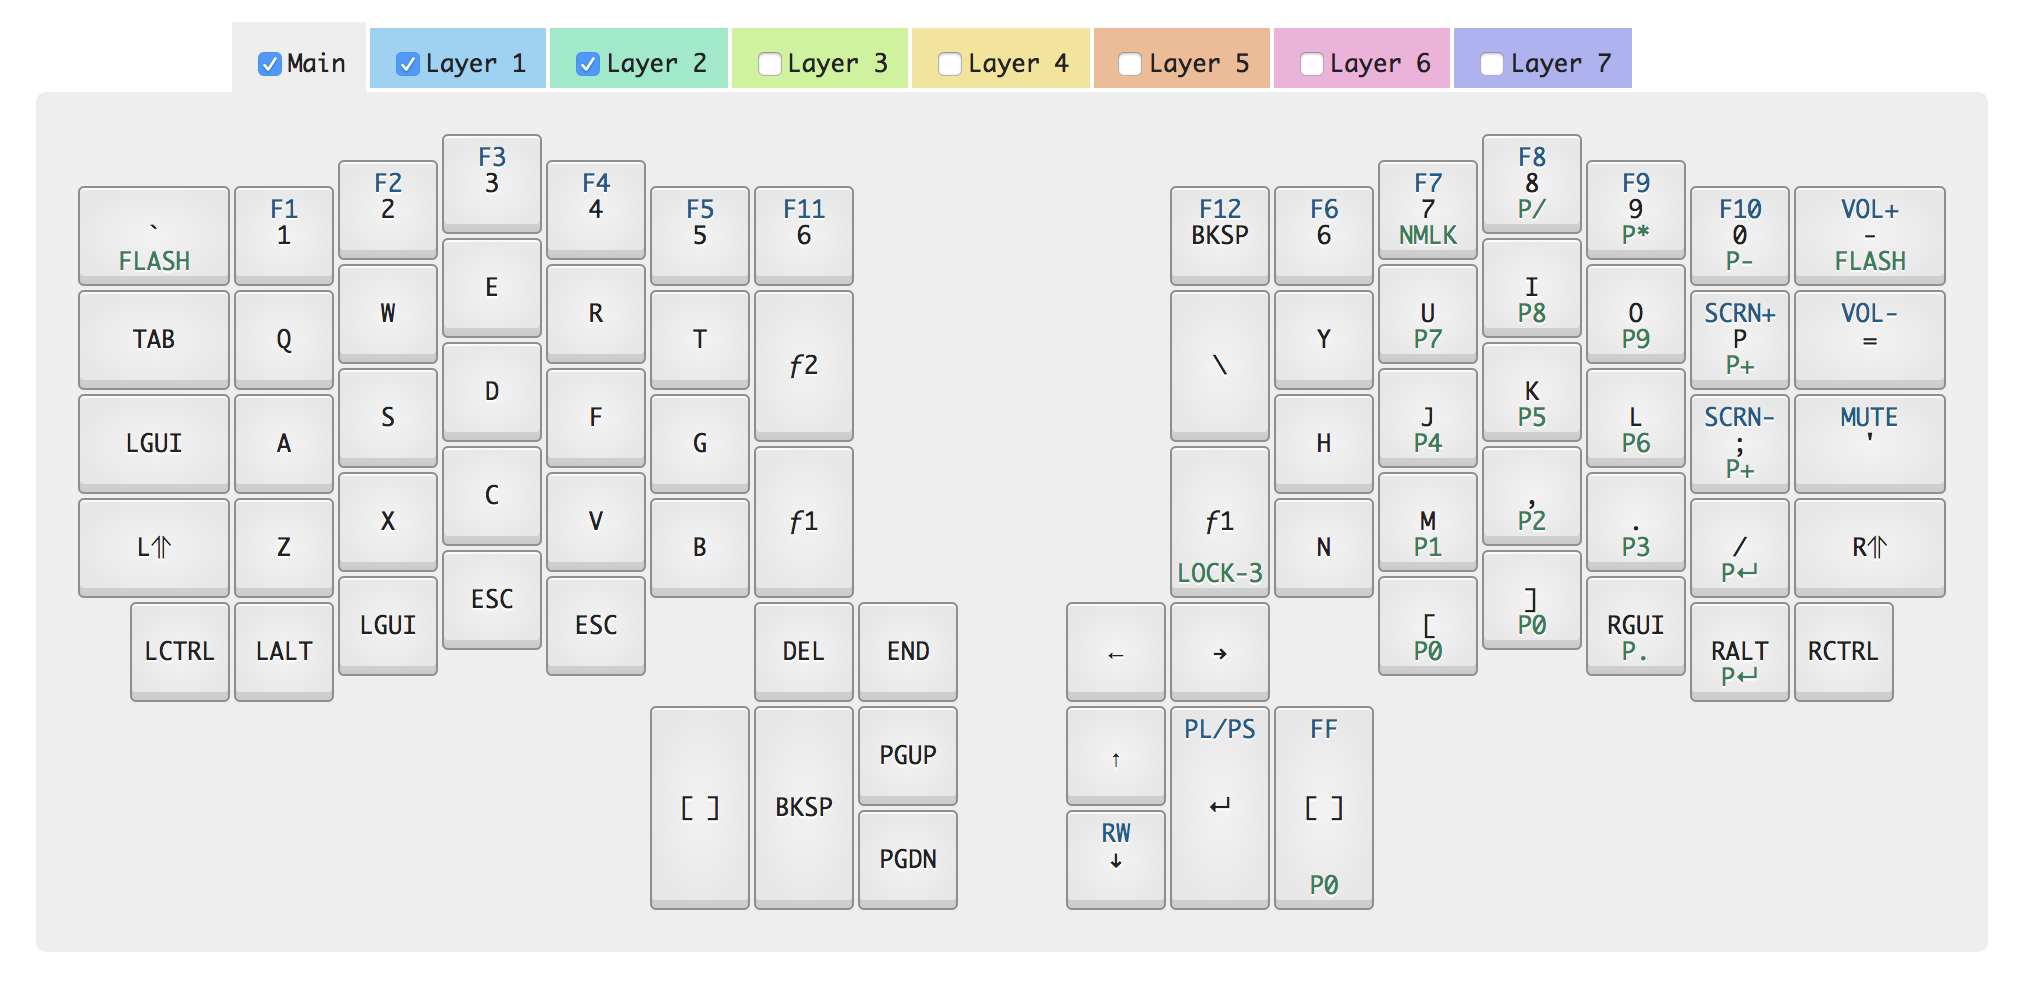 Main Layer 1 Layer 2 Layer 3 Layer 4 Layer 5 Layer 6 Layer 7
F3 F8
F2 3 F4 F7 8 F9
F1 2 4 F5 F11 F12 F6 7 P/ 9 F10 VOL+
` 1 5 6 BKSP 6 NMLK P* 0 -
FLASH P- FLASH
E I
W R U P8 O SCRN+ VOL-
TAB Q T Y P7 P9 P =
ƒ2 \ P+
D K
S F J P5 L SCRN- MUTE
LGUI A G H P4 P6 ; '
P+
C ,
X V ƒ1 ƒ1 M P2 . 
L⥣ Z B N P1 P3 / R⥣
LOCK-3 P↵
ESC ]
LGUI ESC [ P0 RGUI
LCTRL LALT DEL END ← → P0 P. RALT RCTRL
P↵
PL/PS FF
PGUP ↑
[ ] BKSP ↵ [ ]
RW
PGDN ↓
P0